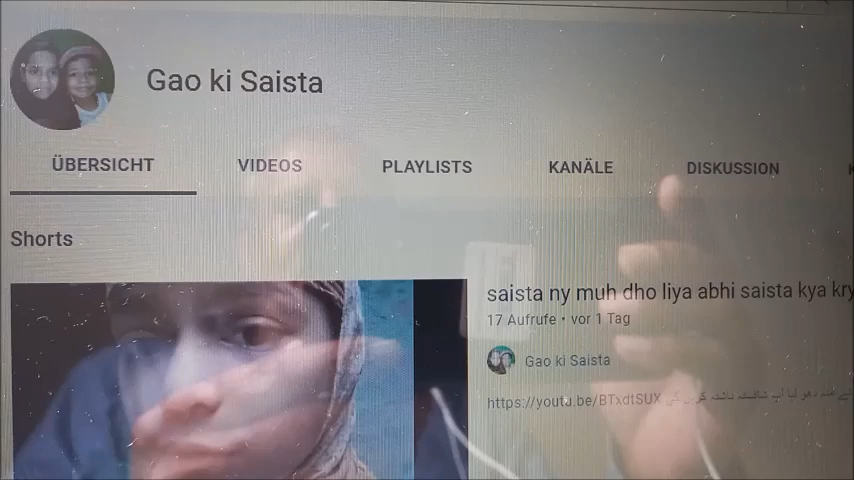 Gao ki Saista
ÜBERSICHT VIDEOS PLAYLISTS KANÄLE DISKUSSION
Shorts
saista ny muh dho liya abhi saista kya kry
17 Aufrufe • vor 1 Tag
Gao ki Saista
https://youtu.be/BTxdtSUX